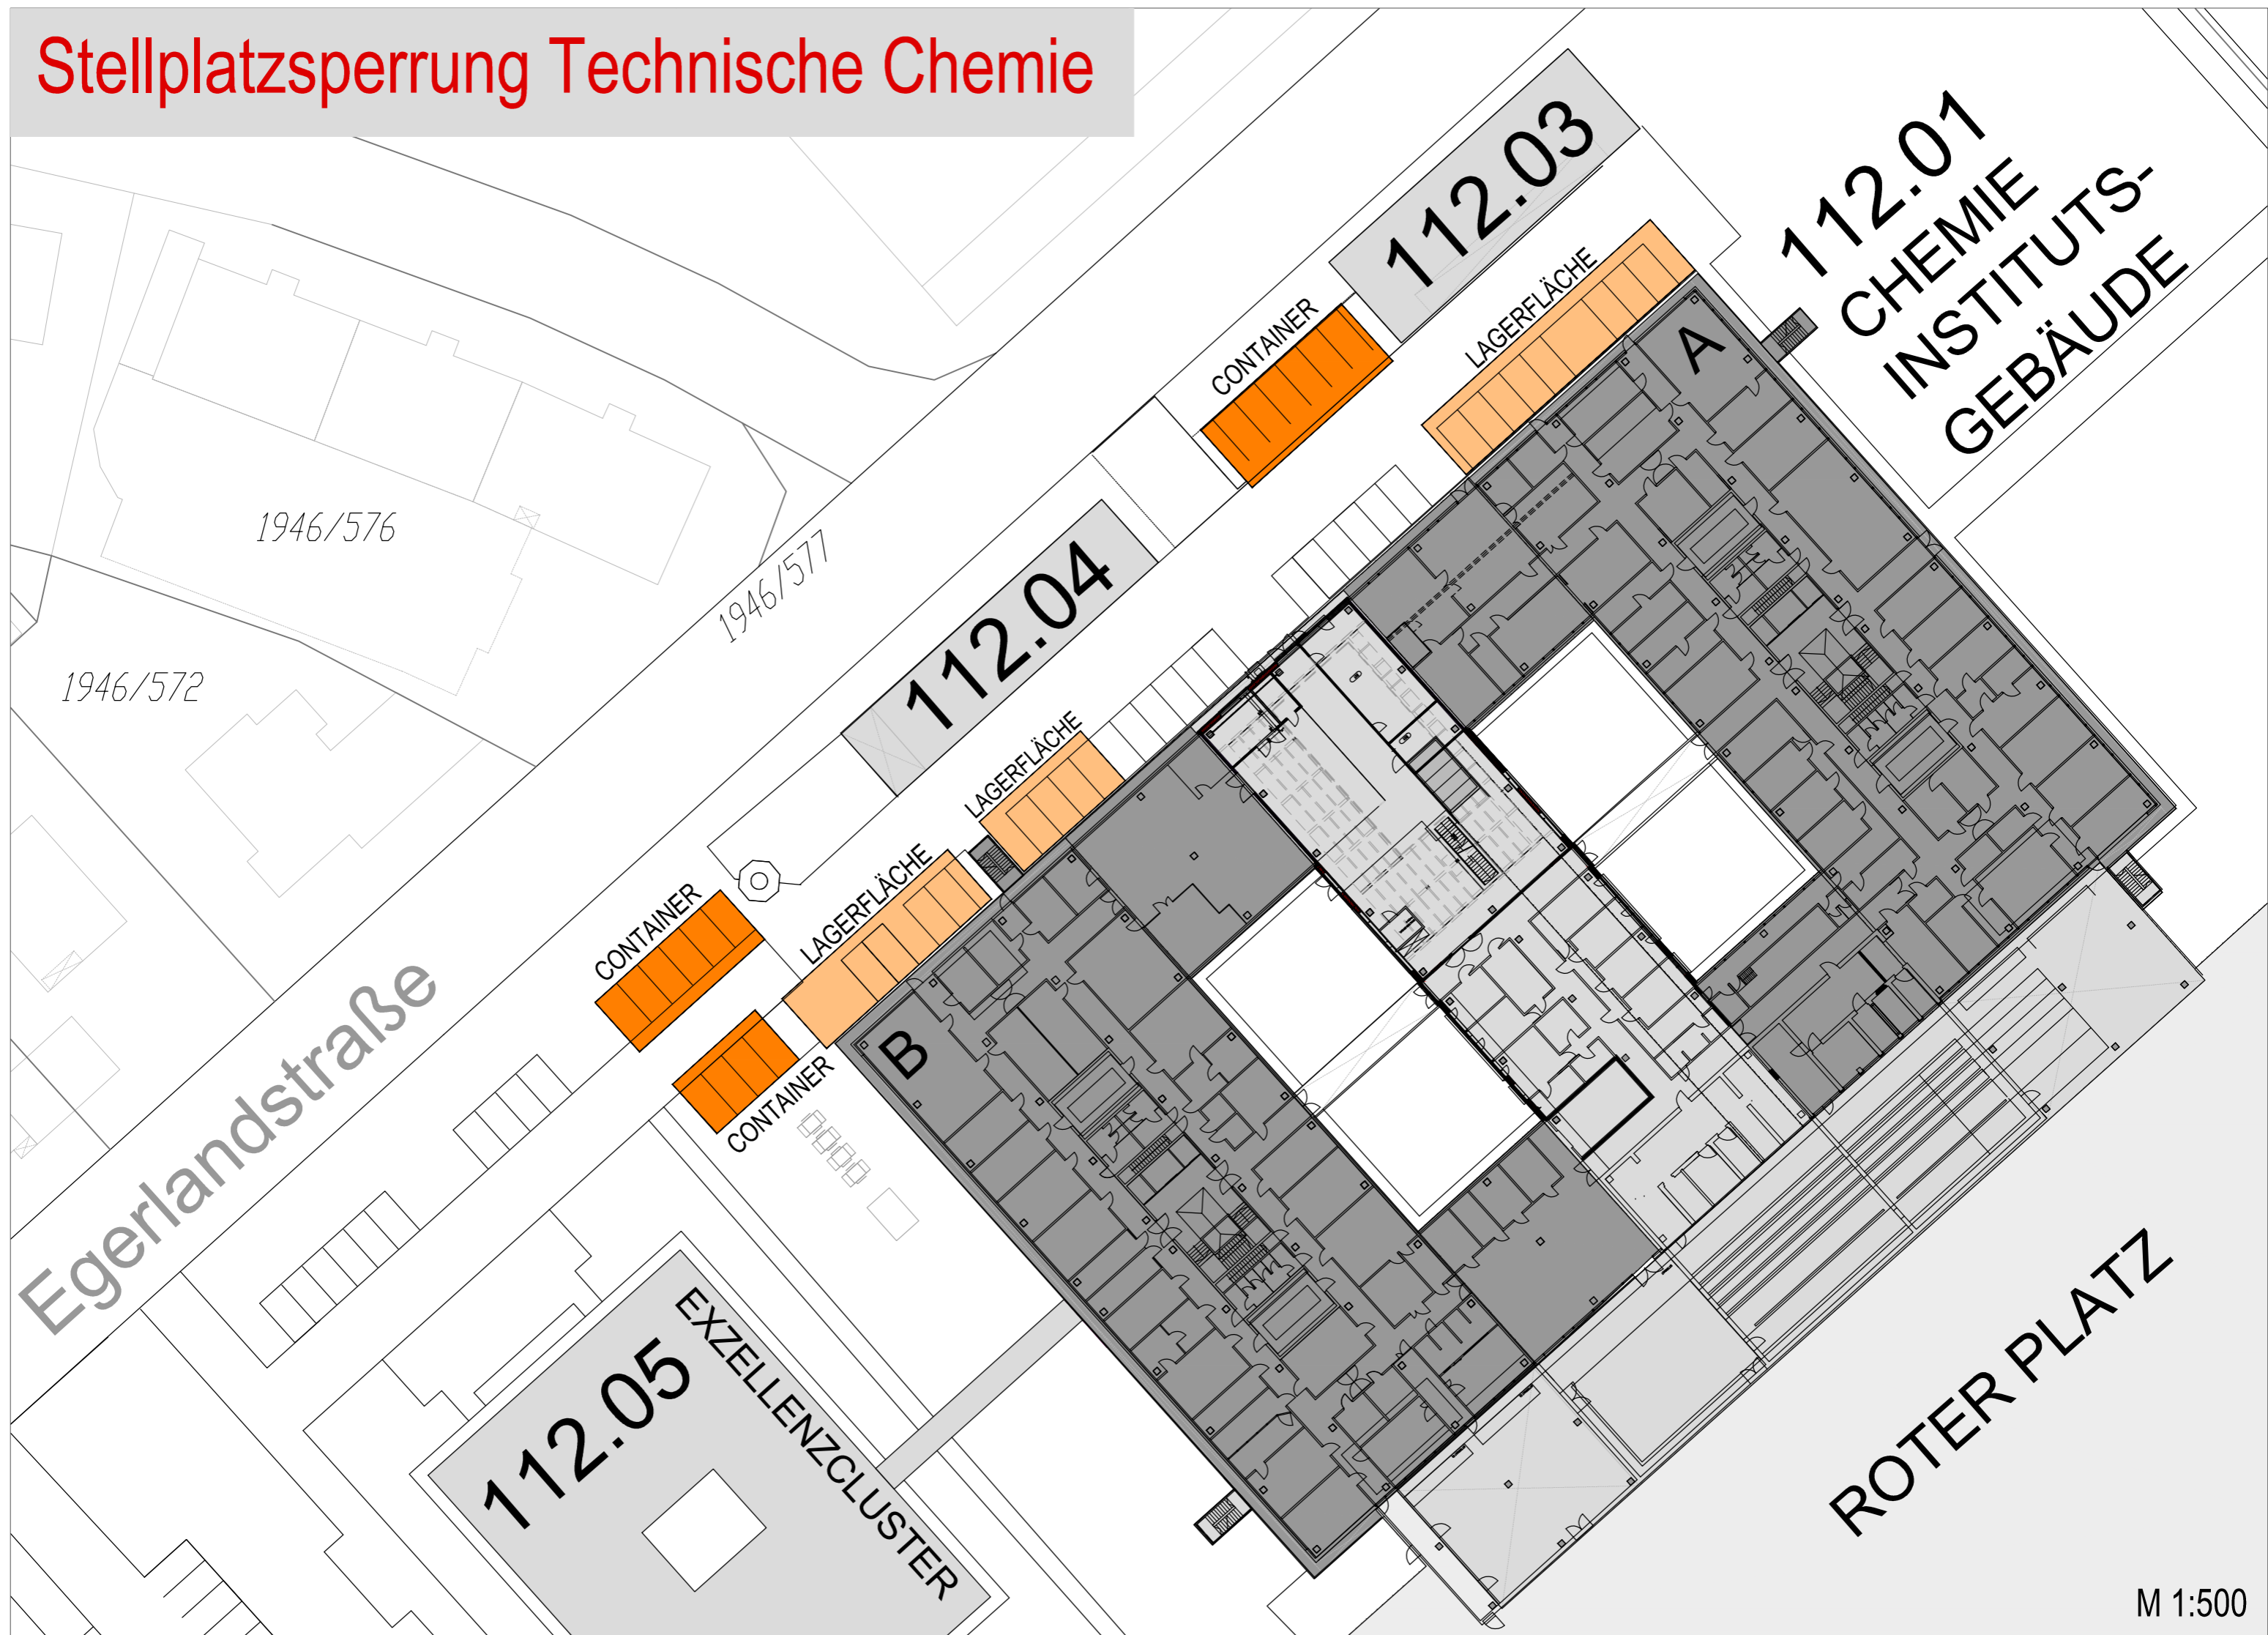 Stellplatzsperrung Technische Chemie
112.03
112.01
CHEMIE
INSTITUTS-
GEBÄUDE
LAGERFLÄCHE
CONTAINER
A
1946/576
1946/577
112.04
1946/572
LAGERFLÄCHE
LAGERFLÄCHE
CONTAINER
B
CONTAINER
Egerlandstraße
112.05
EXZELLENZCLUSTER
ROTER PLATZ
M 1:500